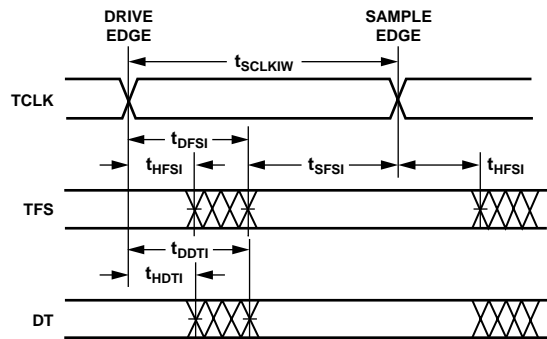 DRIVE
EDGE
SAMPLE
EDGE
tSCLKIW
TCLK
tDFSI
tHFSI
tSFSI
tHFSI
TFS
tDDTI
tHDTI
DT